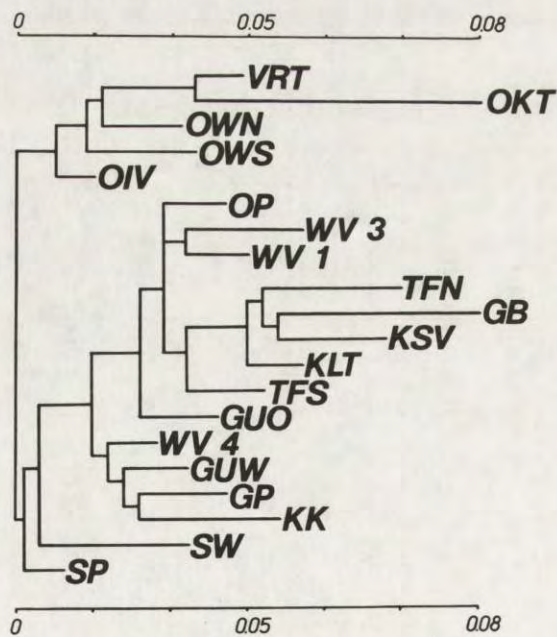 0 0.05 0.08
VRT
OKT
OWN
OWS
OIV
OP
WV 3
WV 1
TFN
GB
KSV
KLT
TFS
GUO
WV 4
GUW
GP
KK
SW
SP
0 0.05 0.08